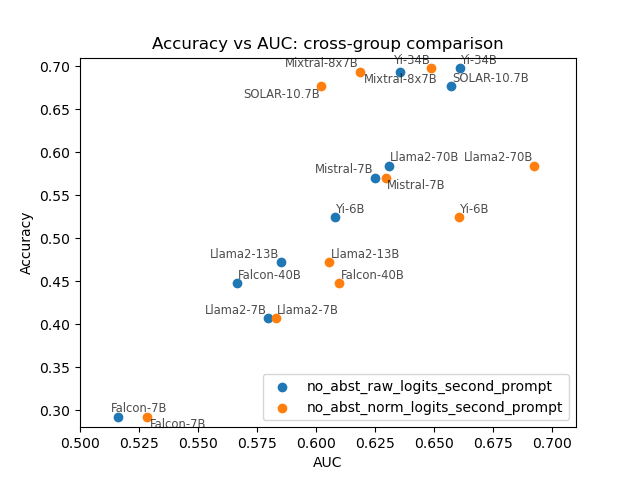 Accuracy vs AUC: cross-group comparison
0.70
0.65
0.60
0.55
0.50
0.45
0.40
0.35
0.30
Accuracy
Mixtral-8x7B
Yi-34B
Yi-34B
Mixtral-8x7B
SOLAR-10.7B
SOLAR-10.7B
Llama2-70B
Llama2-70B
Mistral-7B
Mistral-7B
Yi-6B
Yi-6B
Llama2-13B
Llama2-13B
Falcon-40B
Falcon-40B
Llama2-7B
Llama2-7B
Falcon-7B
Falcon-7B
no_abst_raw_logits_second_prompt
no_abst_norm_logits_second_prompt
0.500
0.525
0.550
0.575
0.600
0.625
0.650
0.675
0.700
AUC